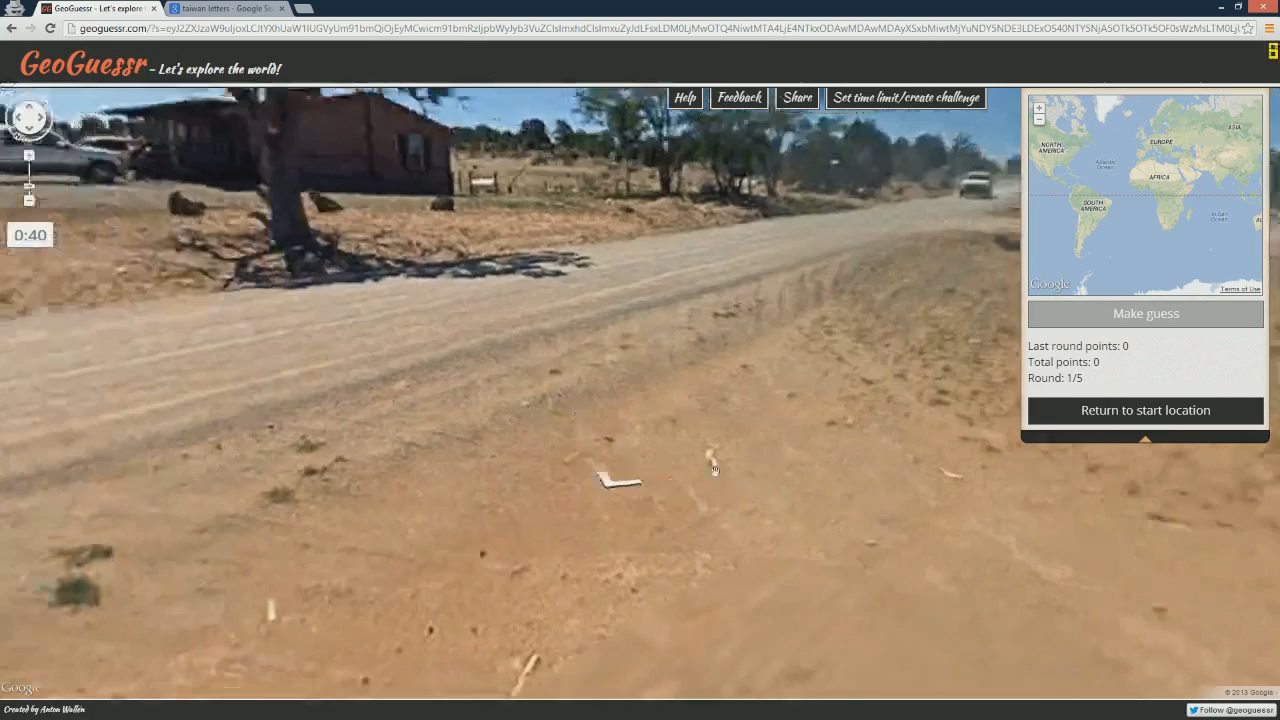 GeoGuessr - Let's explore
taiwan letters - Google Se
GeoGuessr - Let's explore the world!
Help
Feedback
Share
Set time limit/create challenge
0:40
NORTH AMERICA
EUROPE
ASIA
Atlantic Ocean
AFRICA
SOUTH AMERICA
Indian Ocean
AU
Google
Terms of Use
Make guess
Last round points: 0
Total points: 0
Round: 1/5
Return to start location
Google
© 2013 Google
Created by Anton Wallén
Follow @geoguessr